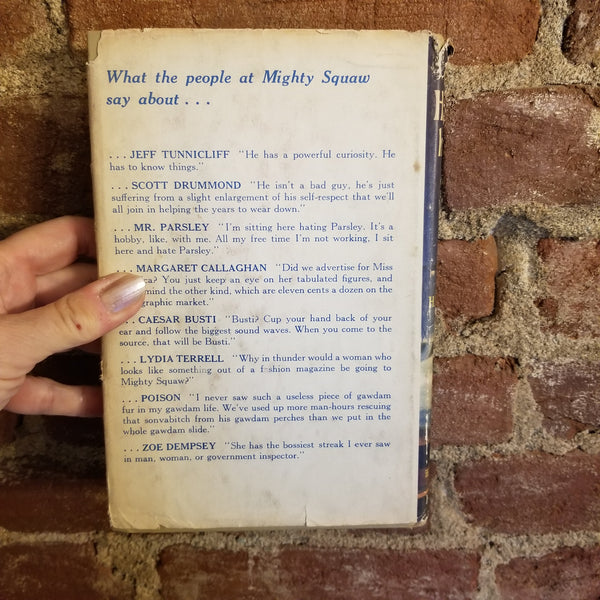 What the people at Mighty Squaw
say about . . .
. . . JEFF TUNNICLIFF "He has a powerful curiosity. He
has to know things."
. . . SCOTT DRUMMOND "He isn't a bad guy, he's just
suffering from a slight enlargement of his self-respect that we'll
all join in helping the years to wear down."
. . . MR. PARSLEY "I'm sitting here hating Parsley. It's a
hobby, like, with me. All my free time I'm not working, I sit
here and hate Parsley."
. . . MARGARET CALLAGHAN "Did we advertise for Miss
You just keep an eye on her tabulated figures, and
mind the other kind, which are eleven cents a dozen on the
graphic market."
. . . CAESAR BUSTI "Busti? Cup your hand back of your
ear and follow the biggest sound waves. When you come to the
source, that will be Busti."
. . . LYDIA TERRELL "Why in thunder would a woman who
looks like something out of a fashion magazine be going to
Mighty Squaw?"
. . . POISON "I never saw such a useless piece of gawdam
fur in my gawdam life. We've used up more man-hours rescuing
that sonvabitch from his gawdam perches than we put in the
whole gawdam slide."
. . . ZOE DEMPSEY "She has the bossiest streak I ever saw
in man, woman, or government inspector."